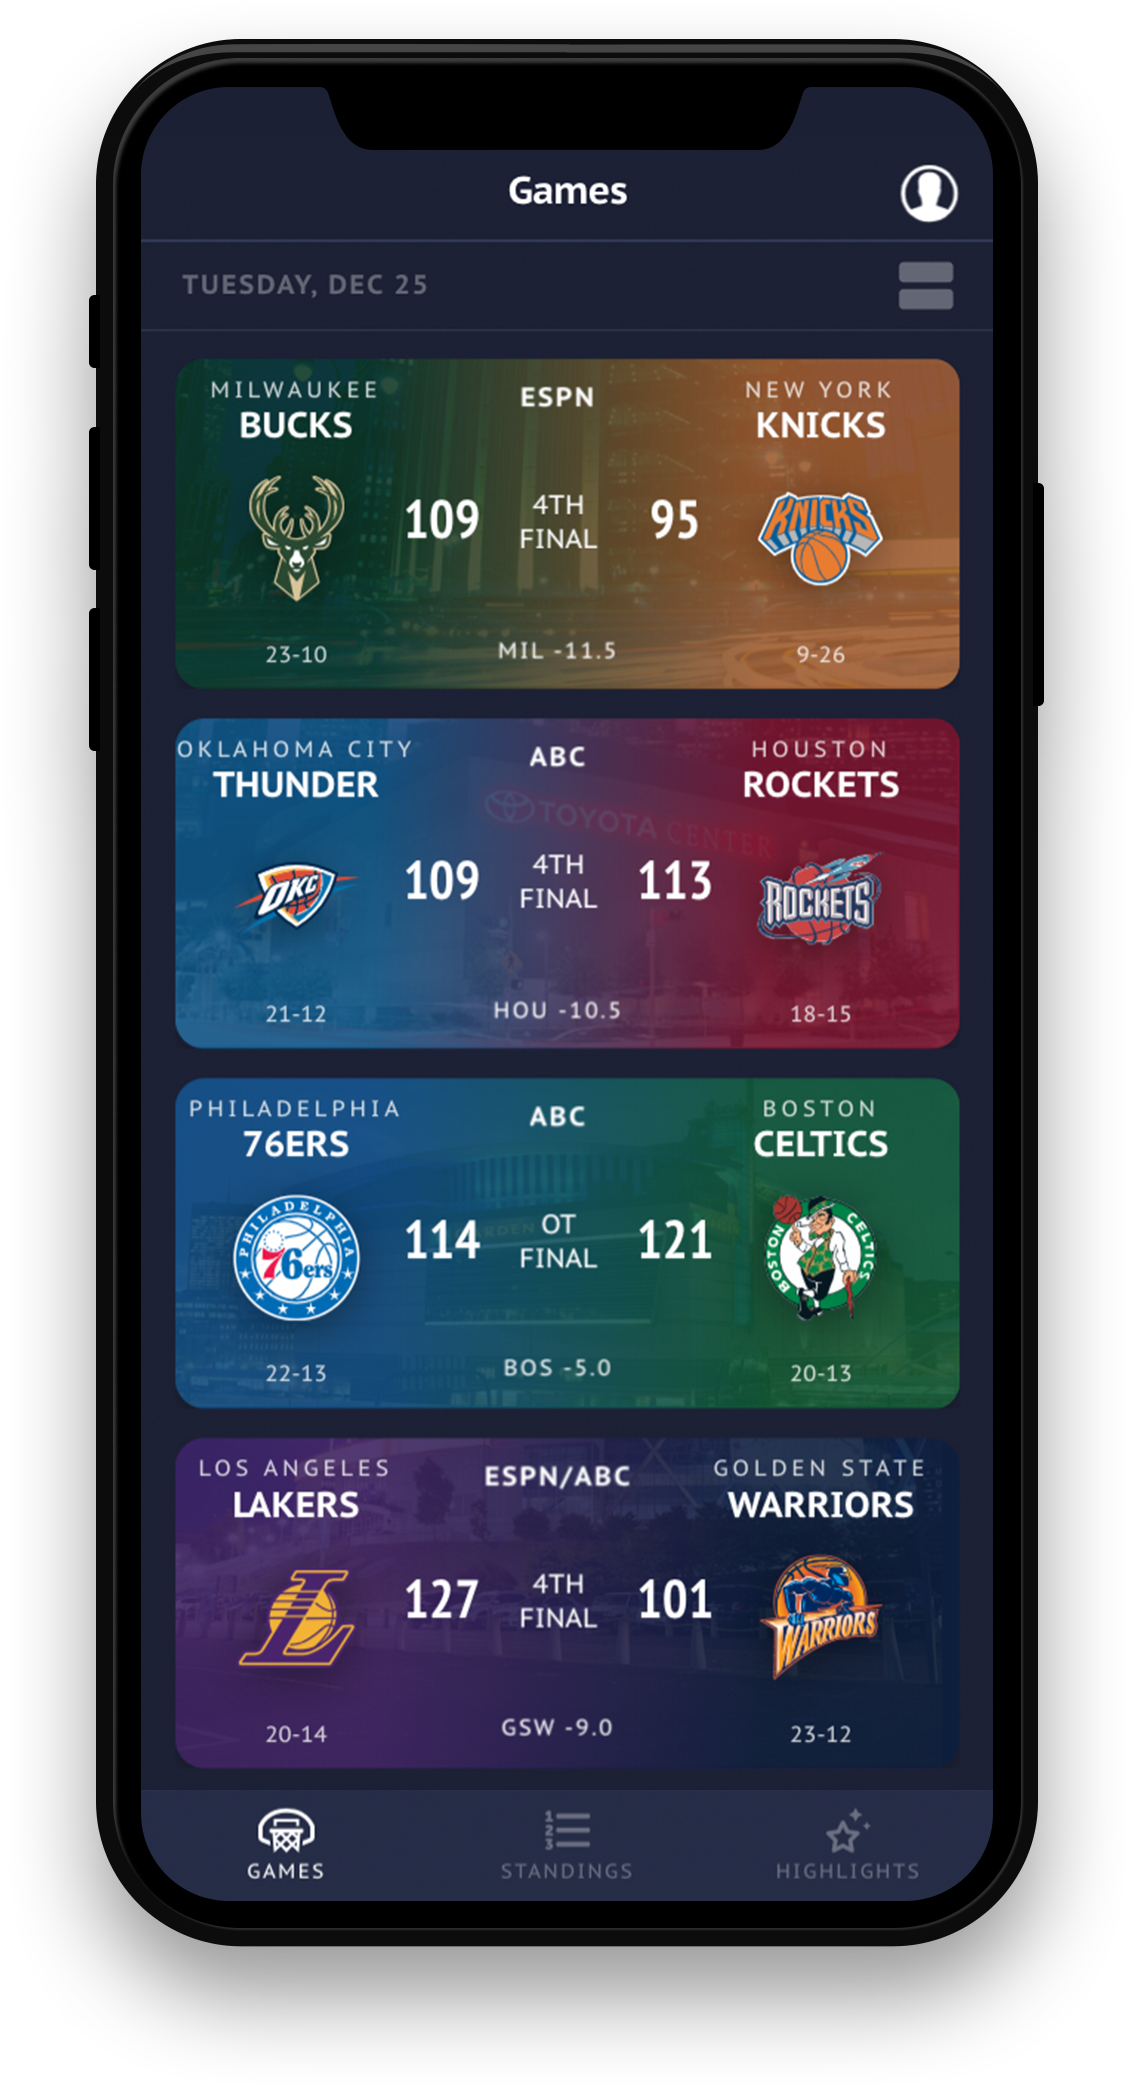 Games
TUESDAY, DEC 25
MILWAUKEE
BUCKS
ESPN
NEW YORK
KNICKS
KNICKS
109
4TH
FINAL
95
23-10
MIL -11.5
9-26
OKLAHOMA CITY
THUNDER
ABC
HOUSTON
ROCKETS
TOYOTA CENTER
OKC
109
4TH
FINAL
113
ROCKETS
21-12
HOU -10.5
18-15
PHILADELPHIA
76ERS
ABC
BOSTON
CELTICS
PHILADELPHIA
76ers
114
OT
FINAL
121
BOSTON CELTICS
GARDEN
22-13
BOS -5.0
20-13
LOS ANGELES
LAKERS
ESPN/ABC
GOLDEN STATE
WARRIORS
L
127
4TH
FINAL
101
WARRIORS
20-14
GSW -9.0
23-12
1
2
3
GAMES
STANDINGS
HIGHLIGHTS